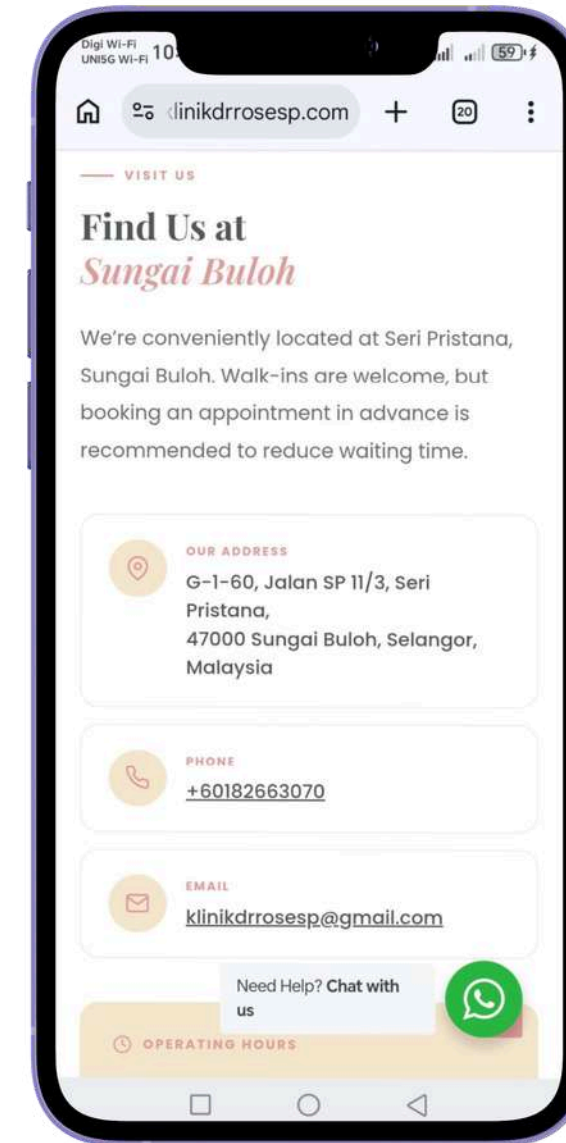 Digi Wi-Fi
UNI5G Wi-Fi
59
linikdrrosesp.com
20
VISIT US
Find Us at
Sungai Buloh
We're conveniently located at Seri Pristana,
Sungai Buloh. Walk-ins are welcome, but
booking an appointment in advance is
recommended to reduce waiting time.
OUR ADDRESS
G-1-60, Jalan SP 11/3, Seri
Pristana,
47000 Sungai Buloh, Selangor,
Malaysia
PHONE
+60182663070
EMAIL
klinikdrrosesp@gmail.com
Need Help? Chat with
us
OPERATING HOURS